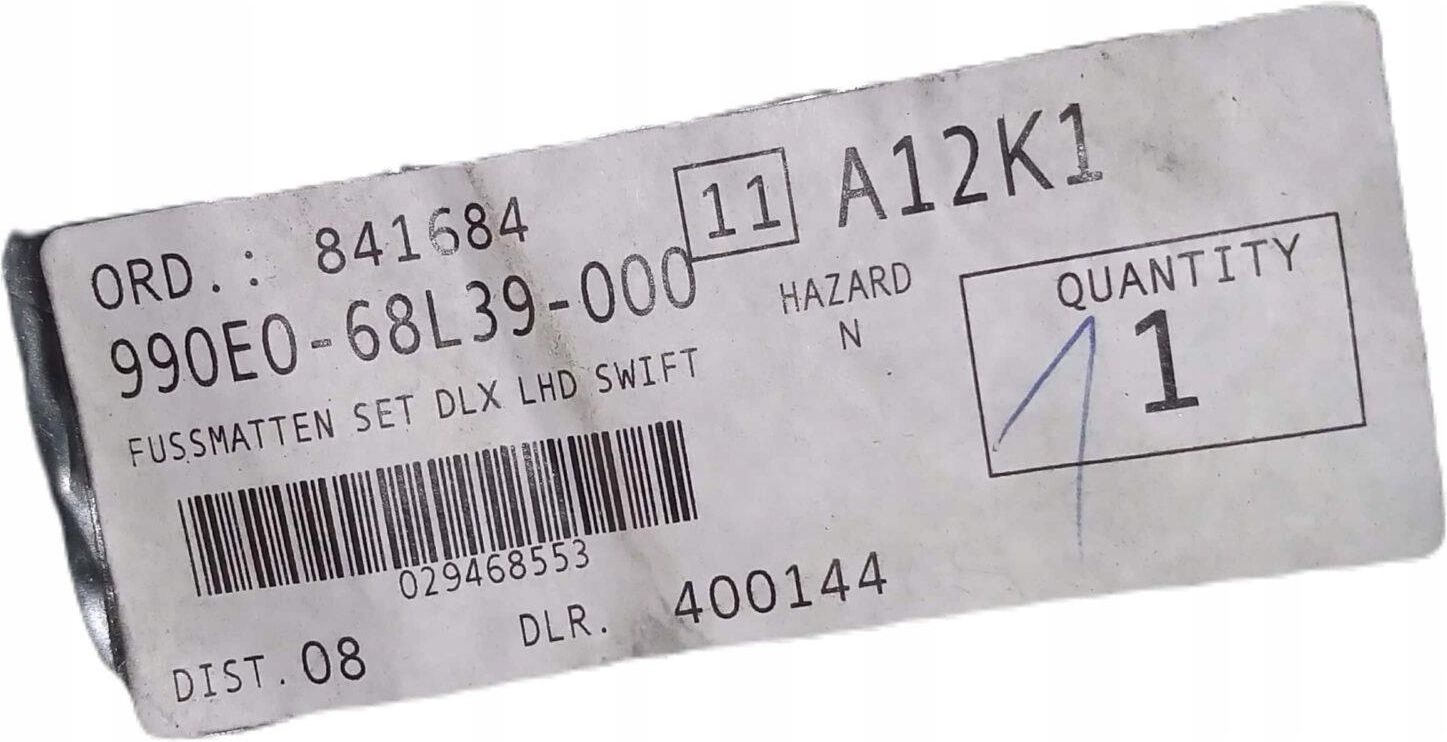 ORD.: 841684 11 A12K1
990E0-68L39-000
HAZARD
N
QUANTITY
1
1
FUSSMATTEN SET DLX LHD SWIFT
029468553
DIST. 08 DLR. 400144